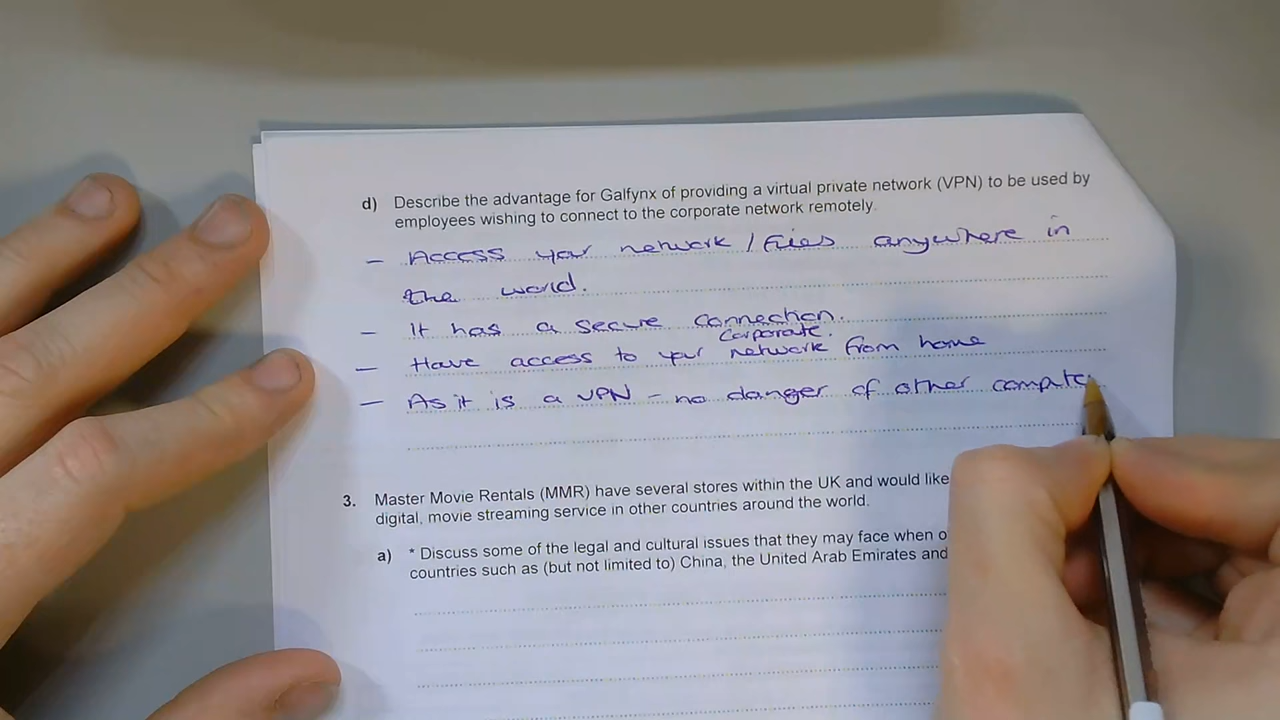 d) Describe the advantage for Galfynx of providing a virtual private network (VPN) to be used by
employees wishing to connect to the corporate network remotely.
- Access your network / Files anywhere in
the world.
- It has a secure connection.
corporate.
- Have access to your network from home
- As it is a VPN - no danger of other compute
3. Master Movie Rentals (MMR) have several stores within the UK and would like
digital, movie streaming service in other countries around the world.
a) * Discuss some of the legal and cultural issues that they may face when o
countries such as (but not limited to) China, the United Arab Emirates and